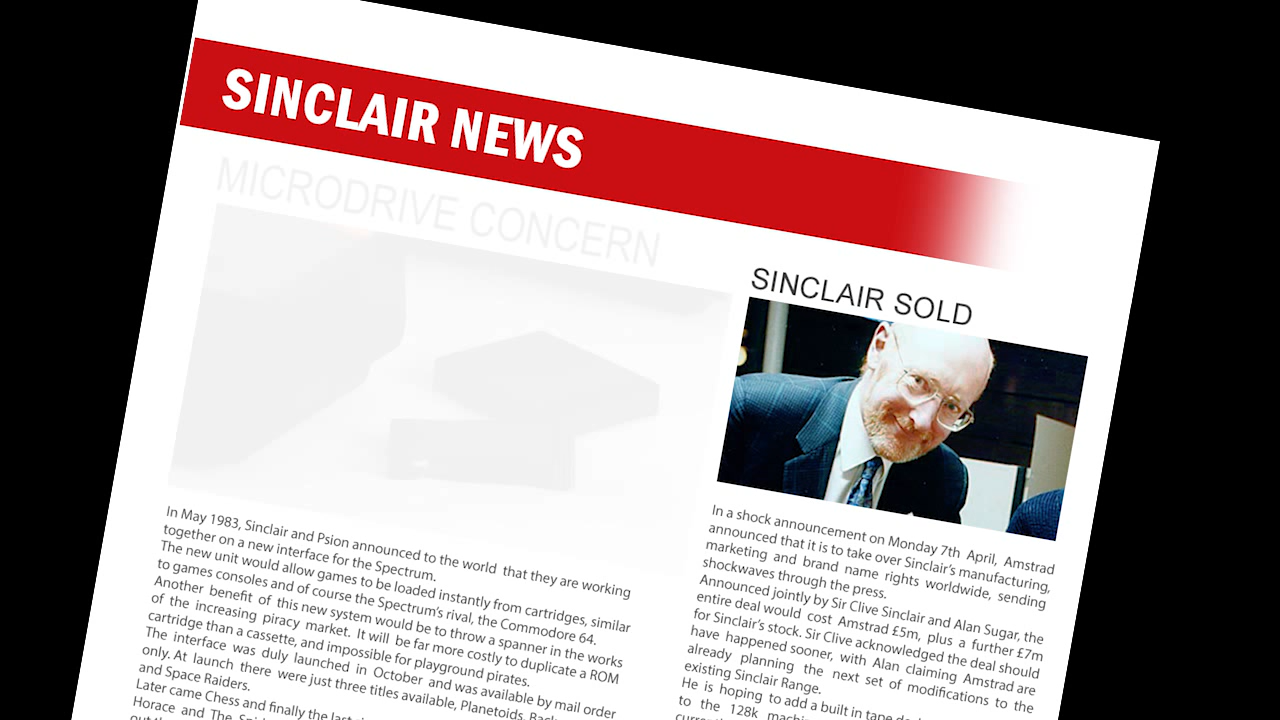 SINCLAIR NEWS
MICRODRIVE CONCERN
In May 1983, Sinclair and Psion announced to the world that they are working
together on a new interface for the Spectrum.
The new unit would allow games to be loaded instantly from cartridges, similar
to games consoles and of course the Spectrum's rival, the Commodore 64.
Another benefit of this new system would be to throw a spanner in the works
of the increasing piracy market. It will be far more costly to duplicate a ROM
cartridge than a cassette, and impossible for playground pirates.
The interface was duly launched in October and was available by mail order
only. At launch there were just three titles available, Planetoids,
and Space Raiders.
Later came Chess and finally the last
Horace and The
SINCLAIR SOLD
In a shock announcement on Monday 7th April, Amstrad
announced that it is to take over Sinclair's manufacturing,
marketing and brand name rights worldwide, sending
shockwaves through the press.
Announced jointly by Sir Clive Sinclair and Alan Sugar, the
entire deal would cost Amstrad £5m, plus a further £7m
for Sinclair's stock. Sir Clive acknowledged the deal should
have happened sooner, with Alan claiming Amstrad are
already planning the next set of modifications to the
existing Sinclair Range.
He is hoping to add a built in tape
to the 128k